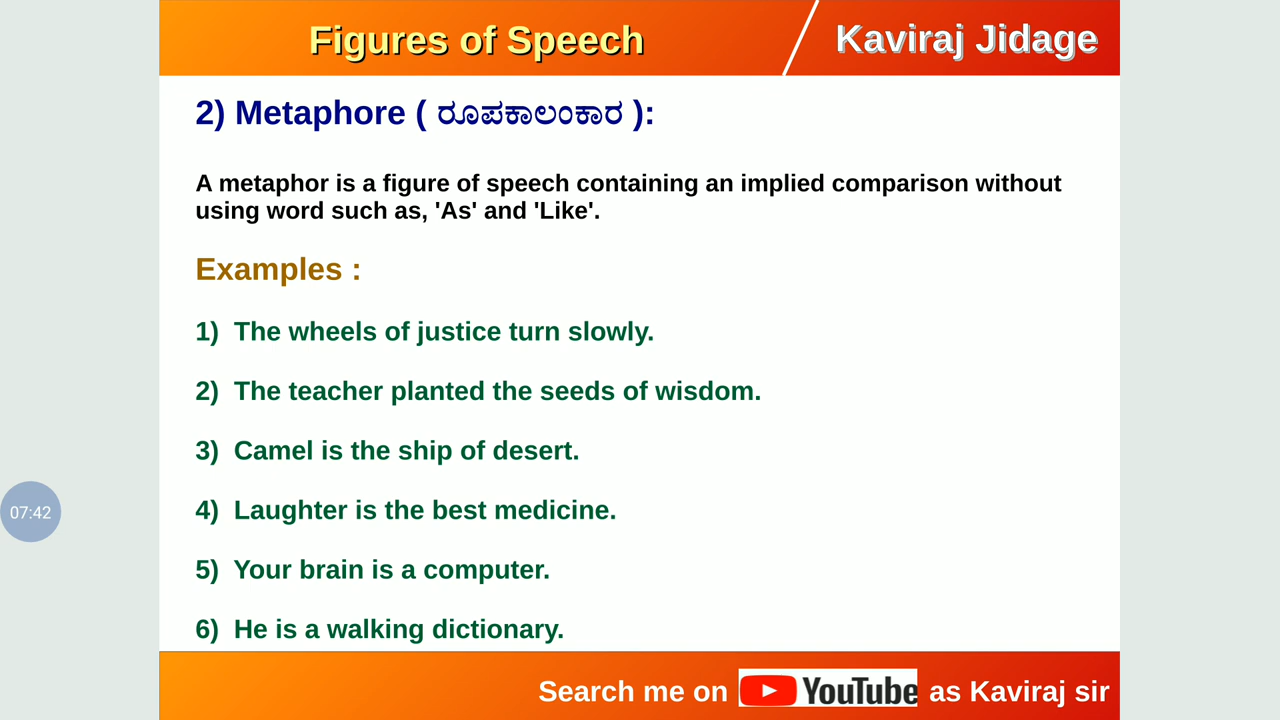 Figures of Speech
Kaviraj Jidage
2) Metaphore ( ರೂಪಕಾಲಂಕಾರ ):
A metaphor is a figure of speech containing an implied comparison without
using word such as, 'As' and 'Like'.
Examples :
1) The wheels of justice turn slowly.
2) The teacher planted the seeds of wisdom.
3) Camel is the ship of desert.
4) Laughter is the best medicine.
5) Your brain is a computer.
6) He is a walking dictionary.
07:42
Search me on YouTube as Kaviraj sir